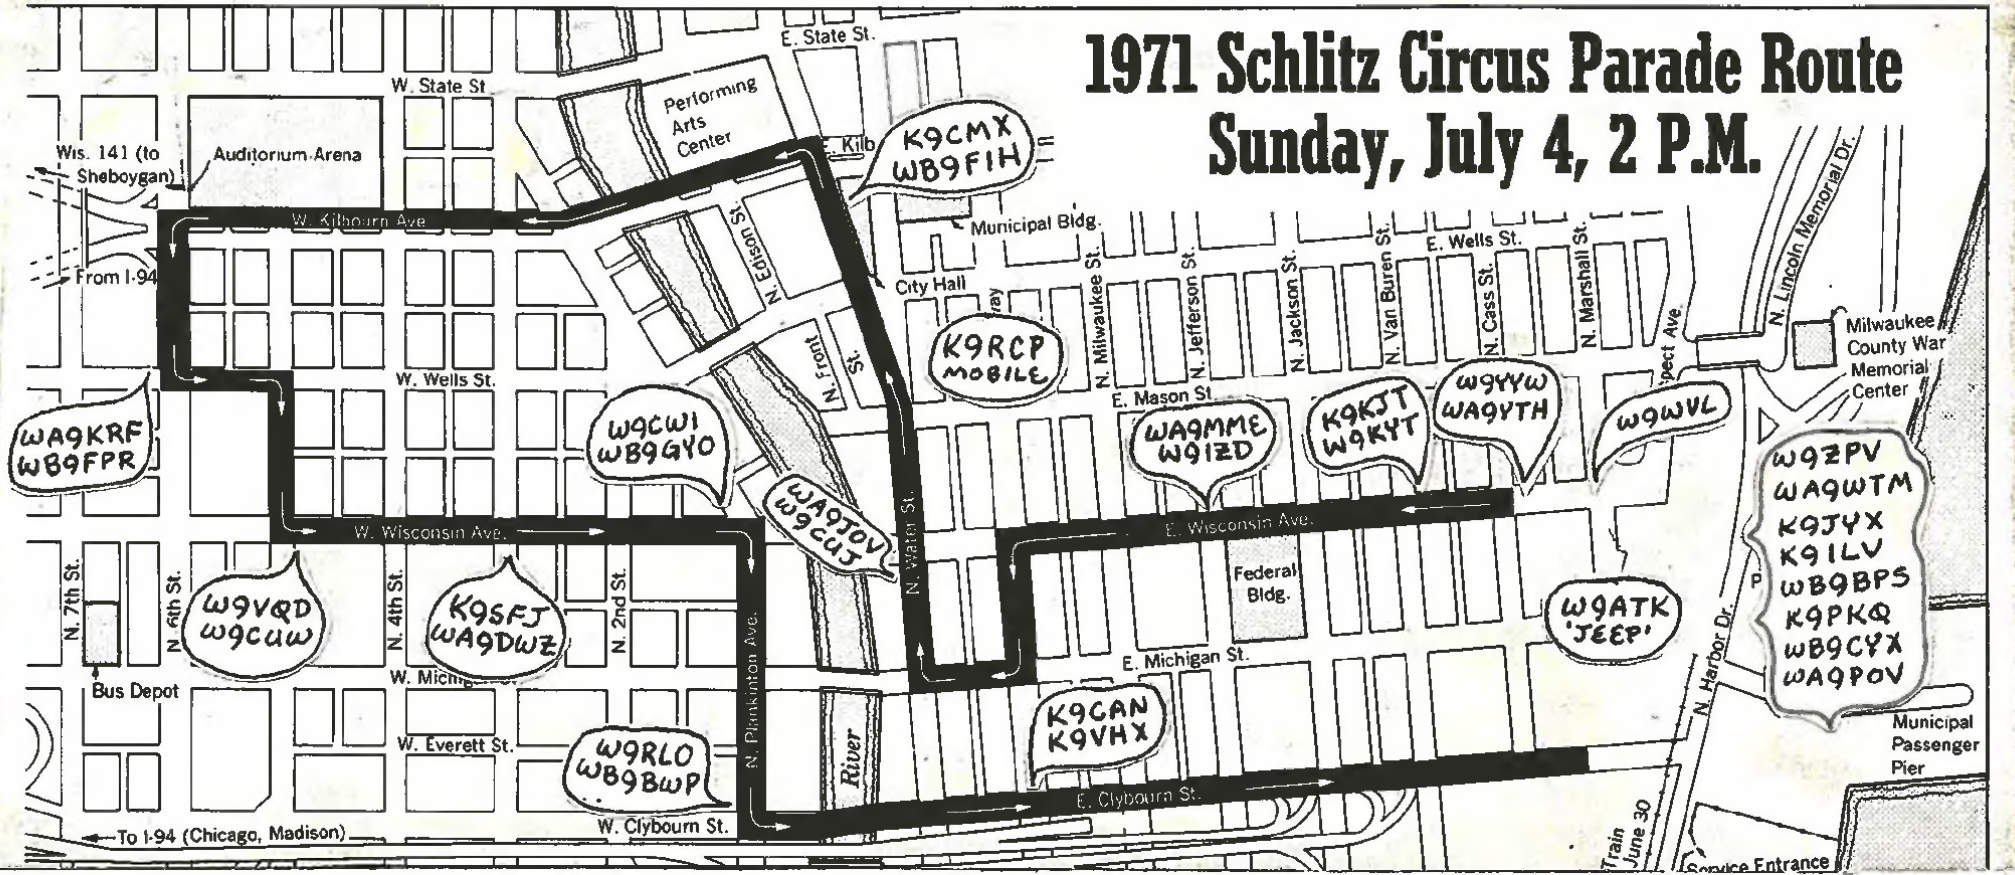 1971 Schlitz Circus Parade Route
Sunday, July 4, 2 P.M.
E. State St.
W. State St.
Performing
Arts
Center
Wis. 141 (to
Sheboygan)
Auditorium-Arena
K9CMX
WB9FIH
E. Kilb
W. Kilbourn Ave.
Municipal Bldg.
N. Edison St.
From I-94
City Hall
E. Wells St.
N. Milwaukee St.
N. Jefferson St.
N. Jackson St.
N. Van Buren St.
N. Cass St.
N. Marshall St.
N. Lincoln Memorial Dr.
pect Ave.
Milwaukee
County War
Memorial
Center
ray
K9RCP
MOBILE
N. Front
St.
W. Wells St.
E. Mason St.
WA9KRF
WB9FPR
W9CWI
WB9GYO
WA9MME
W9IZD
K9KJT
W9KYT
W9YYW
WA9YTH
W9WVL
WA9JOV
W9CUJ
W9ZPV
WA9WTM
K9JYX
K9ILV
WB9BPS
K9PKQ
WB9CYX
WA9POV
P
N. Water St.
E. Wisconsin Ave.
W. Wisconsin Ave.
Federal
Bldg.
N. 7th St.
N. 6th St.
N. 4th St.
N. 2nd St.
W9VQD
W9CUW
K9SFJ
WA9DWZ
W9ATK
'JEEP'
N. Plankinton Ave.
E. Michigan St.
W. Michig
Bus Depot
N. Harbor Dr.
K9CAN
K9VHX
Municipal
Passenger
Pier
W. Everett St.
W9RLO
WB9BWP
River
E. Clybourn St.
W. Clybourn St.
To I-94 (Chicago, Madison)
Train
June 30
Service Entrance